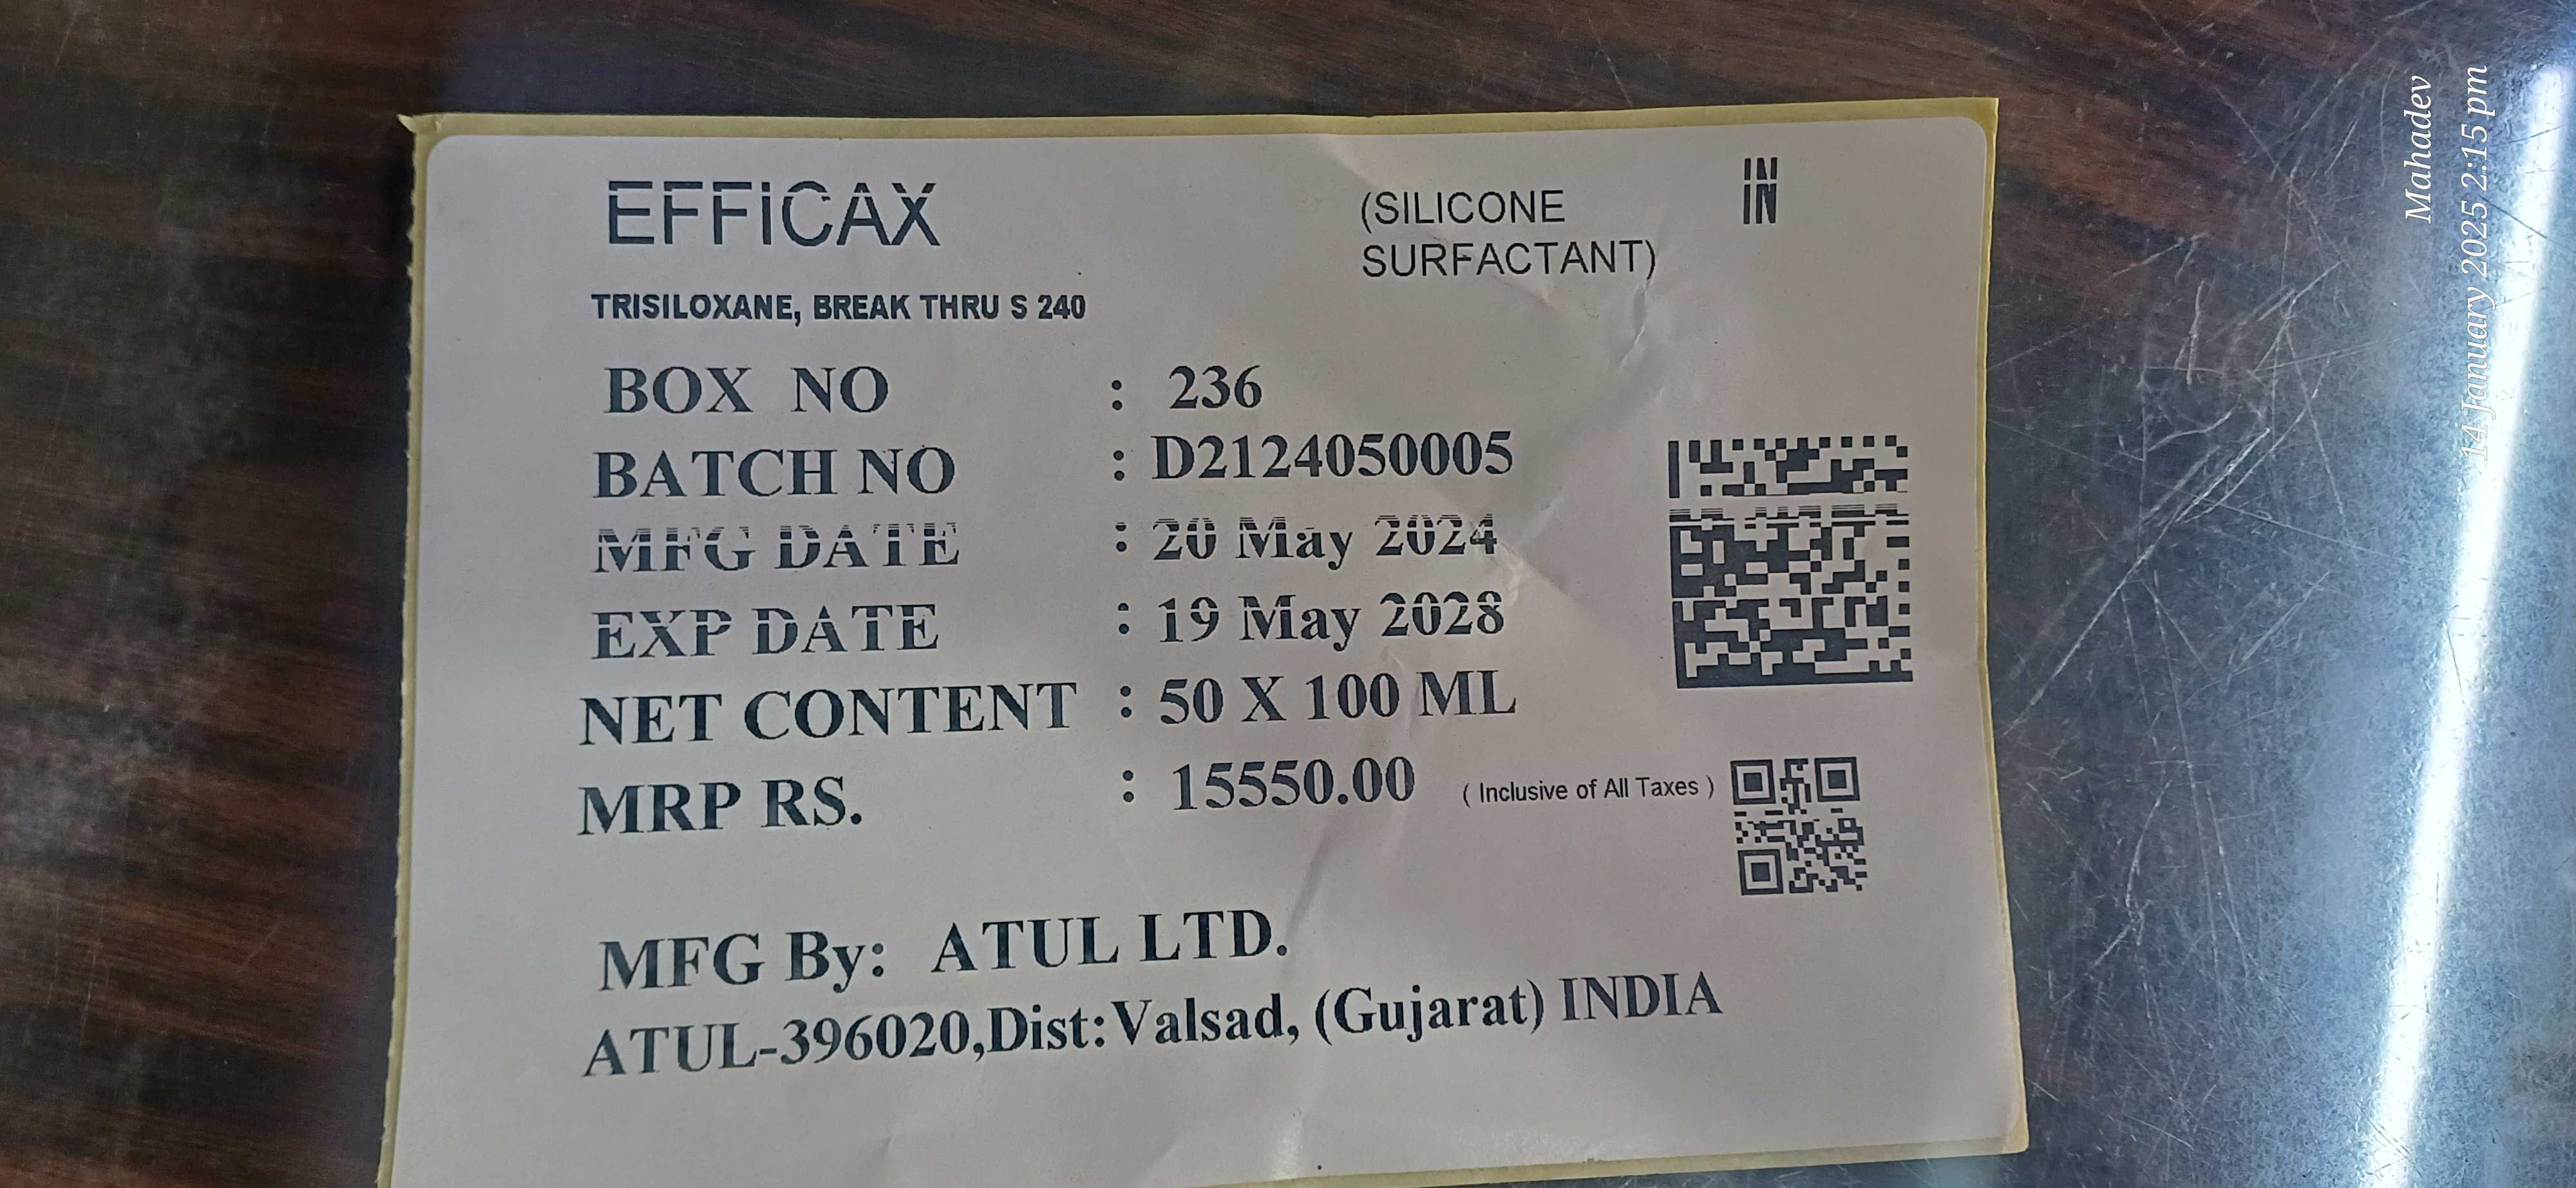 EFFiCAX
(SILICONE
SURFACTANT)
IN
TRISILOXANE, BREAK THRU S 240
BOX NO : 236
BATCH NO : D2124050005
MFG DATE : 20 May 2024
EXP DATE : 19 May 2028
NET CONTENT : 50 X 100 ML
MRP RS. : 15550.00 ( Inclusive of All Taxes )
MFG By: ATUL LTD.
ATUL-396020,Dist:Valsad, (Gujarat) INDIA
Mahadev
14 January 2025 2:15 pm